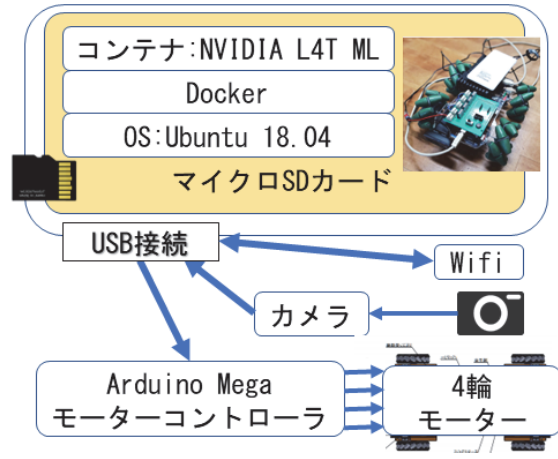 コンテナ:NVIDIA L4T ML
Docker
OS:Ubuntu 18.04
マイクロSDカード
USB接続
Wifi
カメラ
Arduino Mega
モーターコントローラ
4輪
モーター